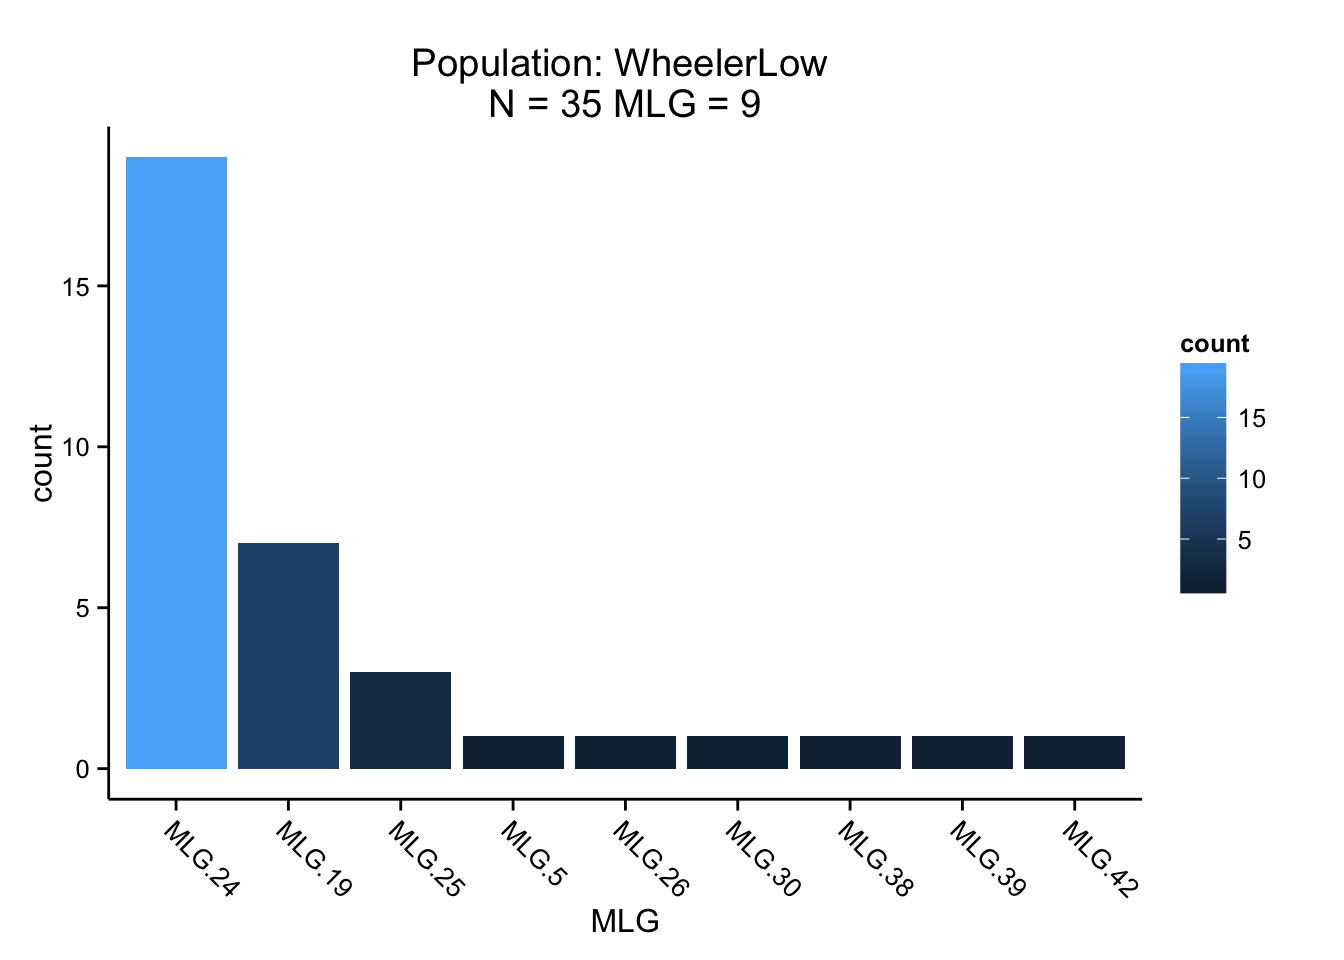 Population: WheelerLow
N = 35 MLG = 9
count
15
10
5
0
MLG.24
MLG.19
MLG.25
MLG.5
MLG.26
MLG.30
MLG.38
MLG.39
MLG.42
MLG
count
15
10
5